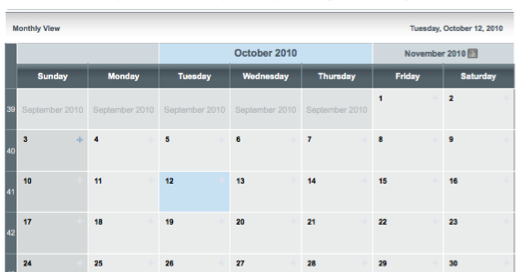 Monthly View Tuesday, October 12, 2010
October 2010 November 2010
Sunday Monday Tuesday Wednesday Thursday Friday Saturday
39 September 2010 September 2010 September 2010 September 2010 September 2010 1 2
3 4 5 6 7 8 9
40
10 11 12 13 14 15 16
41
17 18 19 20 21 22 23
42
24 25 26 27 28 29 30